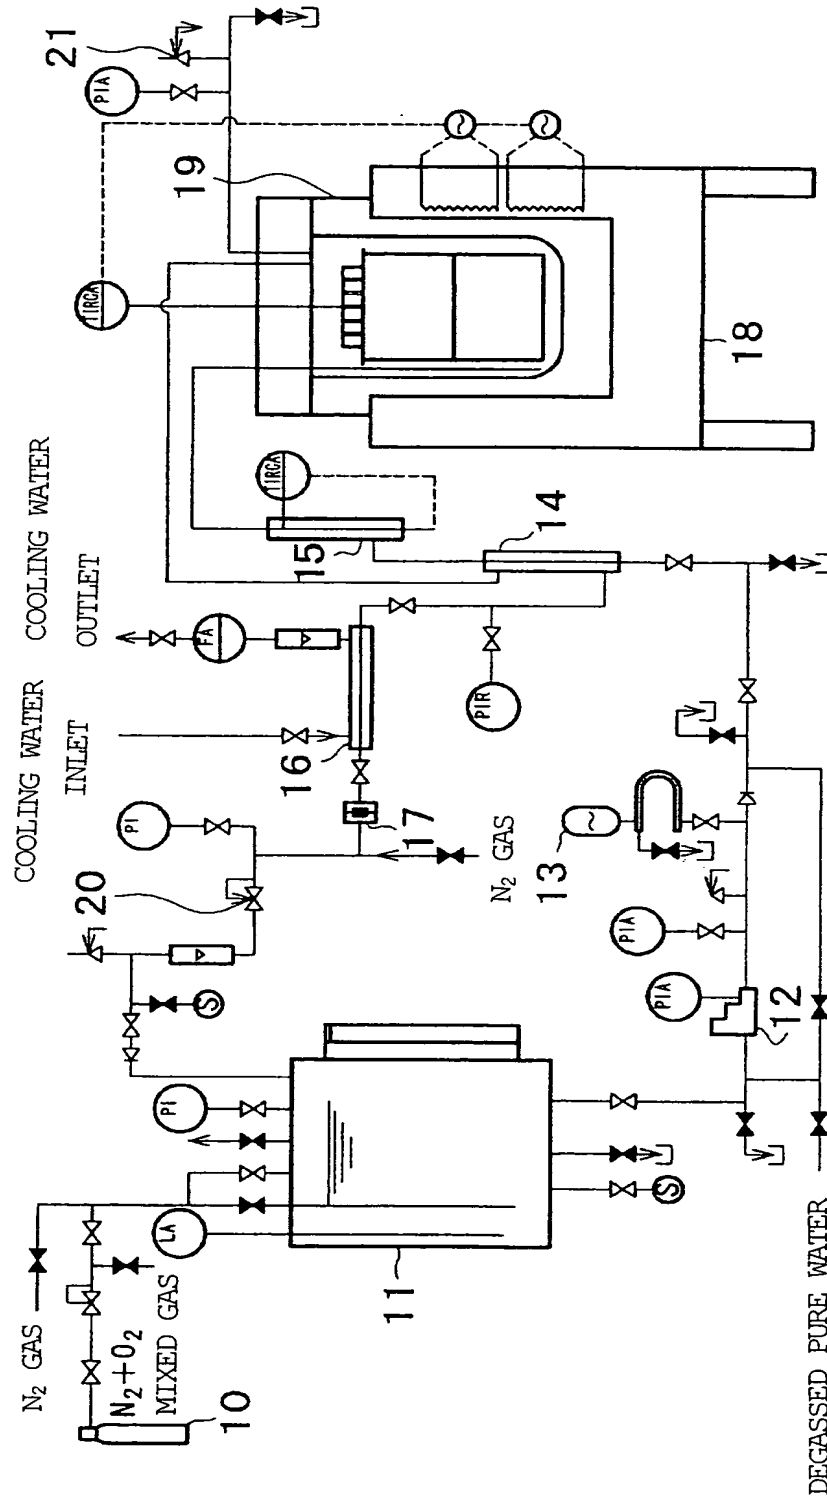 N₂ GAS
N₂+O₂
MIXED GAS
10
LA
PI
S
11
S
20
PI
COOLING WATER
INLET
COOLING WATER
OUTLET
FA
16
17
N₂ GAS
PIR
15
TIRCA
14
TIRCA
PIA
21
19
18
13
PIA
PIA
12
DEGASSED PURE WATER